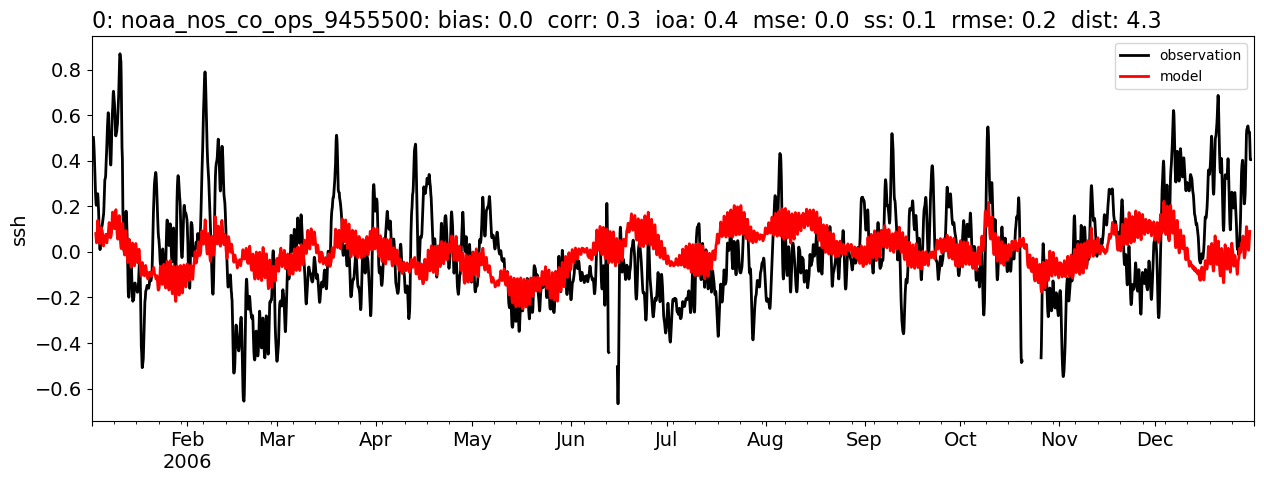 0: noaa_nos_co_ops_9455500: bias: 0.0  corr: 0.3  ioa: 0.4  mse: 0.0  ss: 0.1  rmse: 0.2  dist: 4.3
observation
model
0.8
0.6
0.4
0.2
0.0
−0.2
−0.4
−0.6
ssh
Feb Mar Apr May Jun Jul Aug Sep Oct Nov Dec
2006